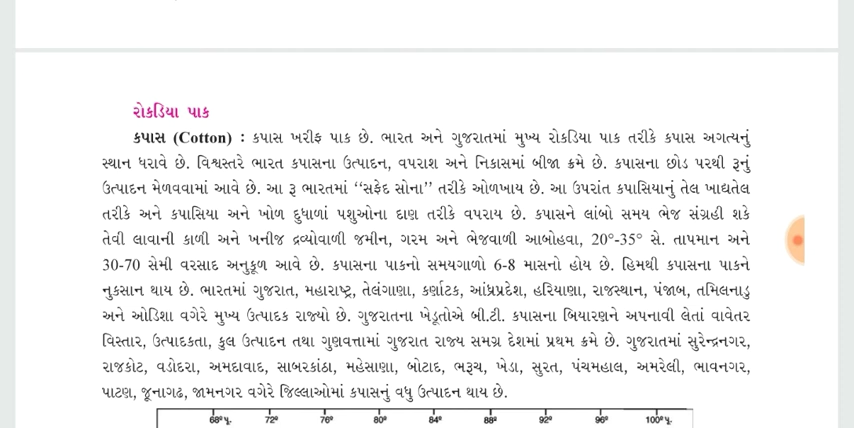 રોકડિયા પાક
કપાસ (Cotton) : કપાસ ખરીફ પાક છે. ભારત અને ગુજરાતમાં મુખ્ય રોકડિયા પાક તરીકે કપાસ અગત્યનું
સ્થાન ધરાવે છે. વિશ્વસ્તરે ભારત કપાસના ઉત્પાદન, વપરાશ અને નિકાસમાં બીજા ક્રમે છે. કપાસના છોડ પરથી રૂનું
ઉત્પાદન મેળવવામાં આવે છે. આ રૂ ભારતમાં “સફેદ સોના” તરીકે ઓળખાય છે. આ ઉપરાંત કપાસિયાનું તેલ ખાદ્યતેલ
તરીકે અને કપાસિયા અને ખોળ દુધાળાં પશુઓના દાણ તરીકે વપરાય છે. કપાસને લાંબો સમય ભેજ સંગ્રહી શકે
તેવી લાવાની કાળી અને ખનીજ દ્રવ્યોવાળી જમીન, ગરમ અને ભેજવાળી આબોહવા, 20°-35° સે. તાપમાન અને
30-70 સેમી વરસાદ અનુકૂળ આવે છે. કપાસના પાકનો સમયગાળો 6-8 માસનો હોય છે. હિમથી કપાસના પાકને
નુકસાન થાય છે. ભારતમાં ગુજરાત, મહારાષ્ટ્ર, તેલંગાણા, કર્ણાટક, આંધ્રપ્રદેશ, હરિયાણા, રાજસ્થાન, પંજાબ, તમિલનાડુ
અને ઓડિશા વગેરે મુખ્ય ઉત્પાદક રાજ્યો છે. ગુજરાતના ખેડૂતોએ બી.ટી. કપાસના બિયારણને અપનાવી લેતાં વાવેતર
વિસ્તાર, ઉત્પાદકતા, કુલ ઉત્પાદન તથા ગુણવત્તામાં ગુજરાત રાજ્ય સમગ્ર દેશમાં પ્રથમ ક્રમે છે. ગુજરાતમાં સુરેન્દ્રનગર,
રાજકોટ, વડોદરા, અમદાવાદ, સાબરકાંઠા, મહેસાણા, બોટાદ, ભરૂચ, ખેડા, સુરત, પંચમહાલ, અમરેલી, ભાવનગર,
પાટણ, જૂનાગઢ, જામનગર વગેરે જિલ્લાઓમાં કપાસનું વધુ ઉત્પાદન થાય છે.
68° પૂ. 72° 76° 80° 84° 88° 92° 96° 100° પૂ.